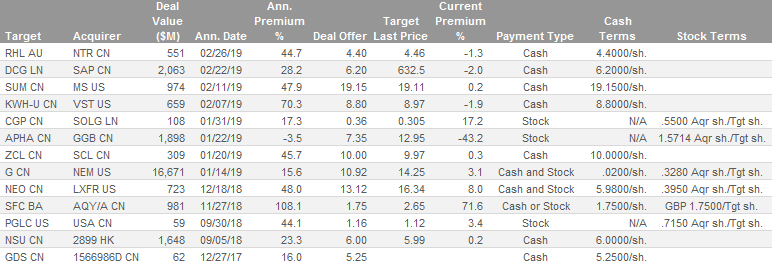 Deal Ann. Current
Value Premium Target Premium Cash
Target Acquirer ($M) Ann. Date % Deal Offer Last Price % Payment Type Terms Stock Terms
RHL AU NTR CN 551 02/26/19 44.7 4.40 4.46 -1.3 Cash 4.4000/sh.
DCG LN SAP CN 2,063 02/22/19 28.2 6.20 632.5 -2.0 Cash 6.2000/sh.
SUM CN MS US 974 02/11/19 47.9 19.15 19.11 0.2 Cash 19.1500/sh.
KWH-U CN VST US 659 02/07/19 70.3 8.80 8.97 -1.9 Cash 8.8000/sh.
CGP CN SOLG LN 108 01/31/19 17.3 0.36 0.305 17.2 Stock N/A .5500 Aqr sh./Tgt sh.
APHA CN GGB CN 1,898 01/22/19 -3.5 7.35 12.95 -43.2 Stock N/A 1.5714 Aqr sh./Tgt sh.
ZCL CN SCL CN 309 01/20/19 45.7 10.00 9.97 0.3 Cash 10.0000/sh.
G CN NEM US 16,671 01/14/19 15.6 10.92 14.25 3.1 Cash and Stock .0200/sh. .3280 Aqr sh./Tgt sh.
NEO CN LXFR US 723 12/18/18 48.0 13.12 16.34 8.0 Cash and Stock 5.9800/sh. .3950 Aqr sh./Tgt sh.
SFC BA AQY/A CN 981 11/27/18 108.1 1.75 2.65 71.6 Cash or Stock 1.7500/sh. GBP 1.7500/Tgt sh.
PGLC US USA CN 59 09/30/18 44.1 1.16 1.12 3.4 Stock N/A .7150 Aqr sh./Tgt sh.
NSU CN 2899 HK 1,648 09/05/18 23.3 6.00 5.99 0.2 Cash 6.0000/sh.
GDS CN 1566986D CN 62 12/27/17 16.0 5.25 Cash 5.2500/sh.